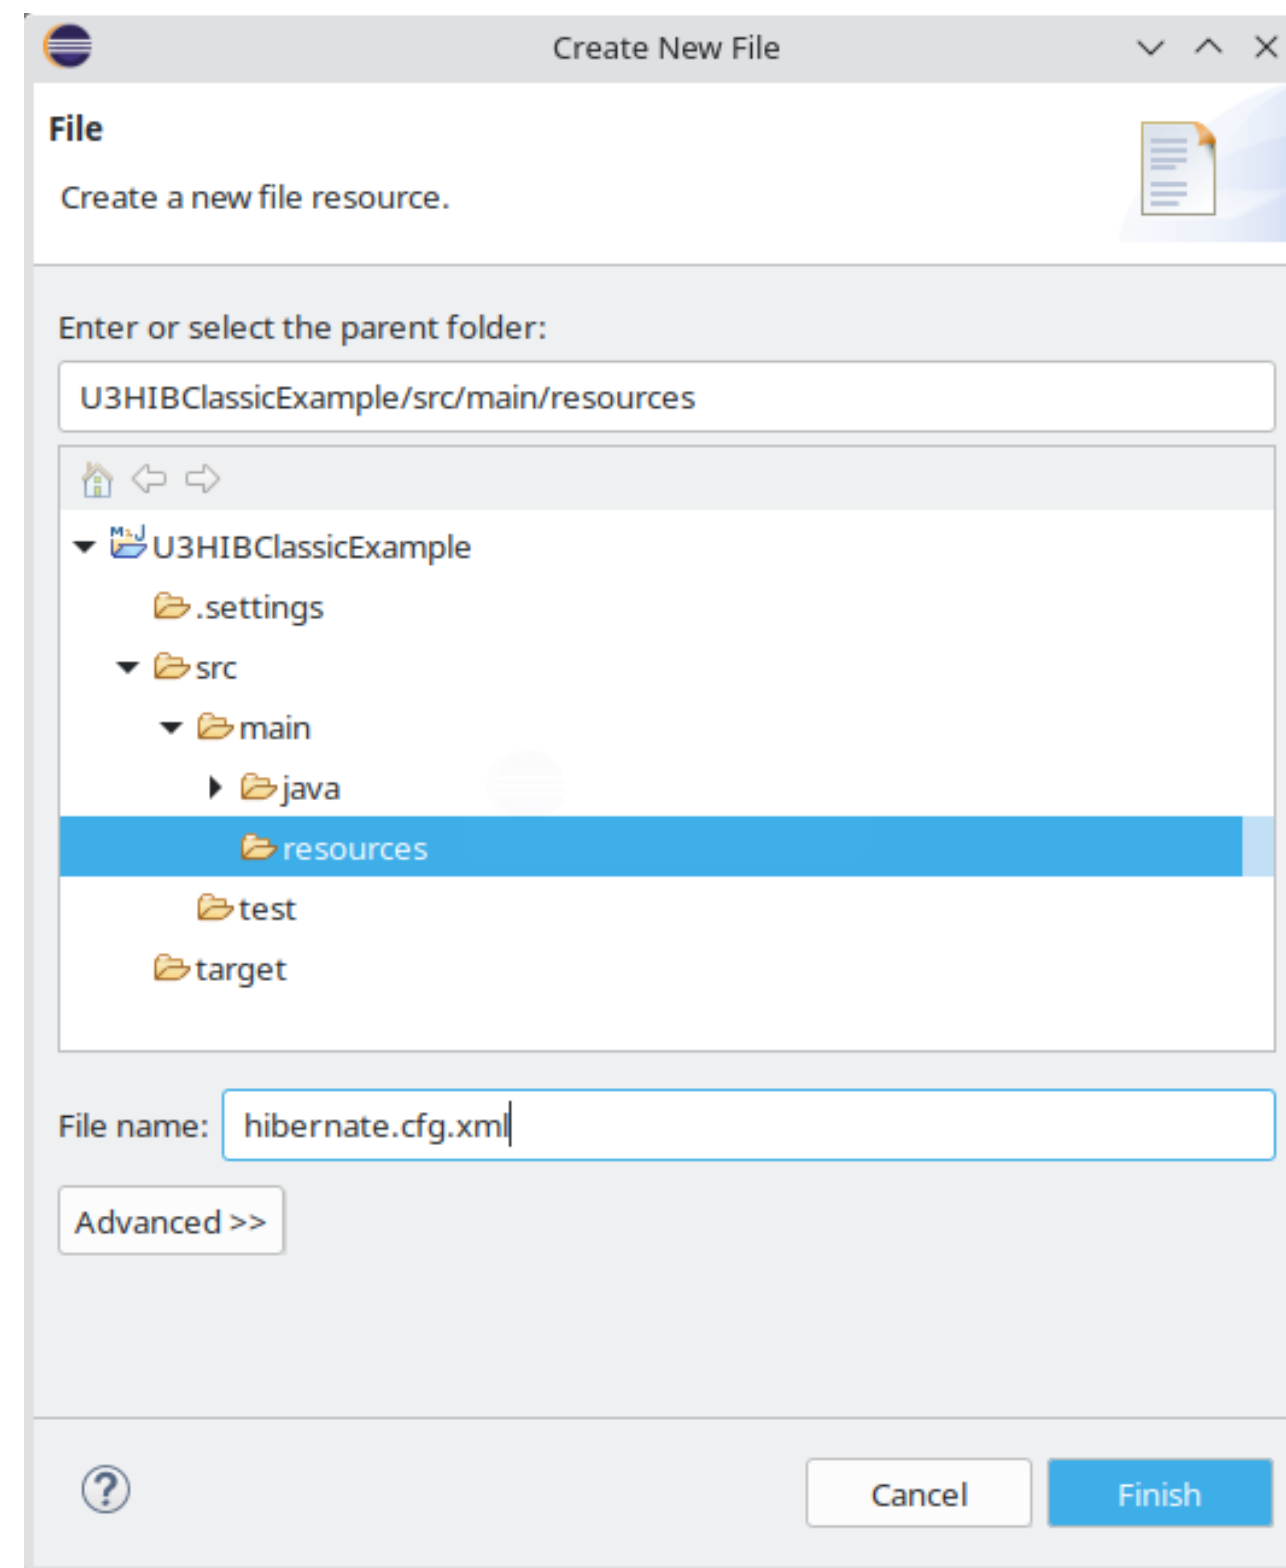 Create New File
File
Create a new file resource.
Enter or select the parent folder:
U3HIBClassicExample/src/main/resources
U3HIBClassicExample
.settings
src
main
java
resources
test
target
File name: hibernate.cfg.xml
Advanced >>
Cancel Finish